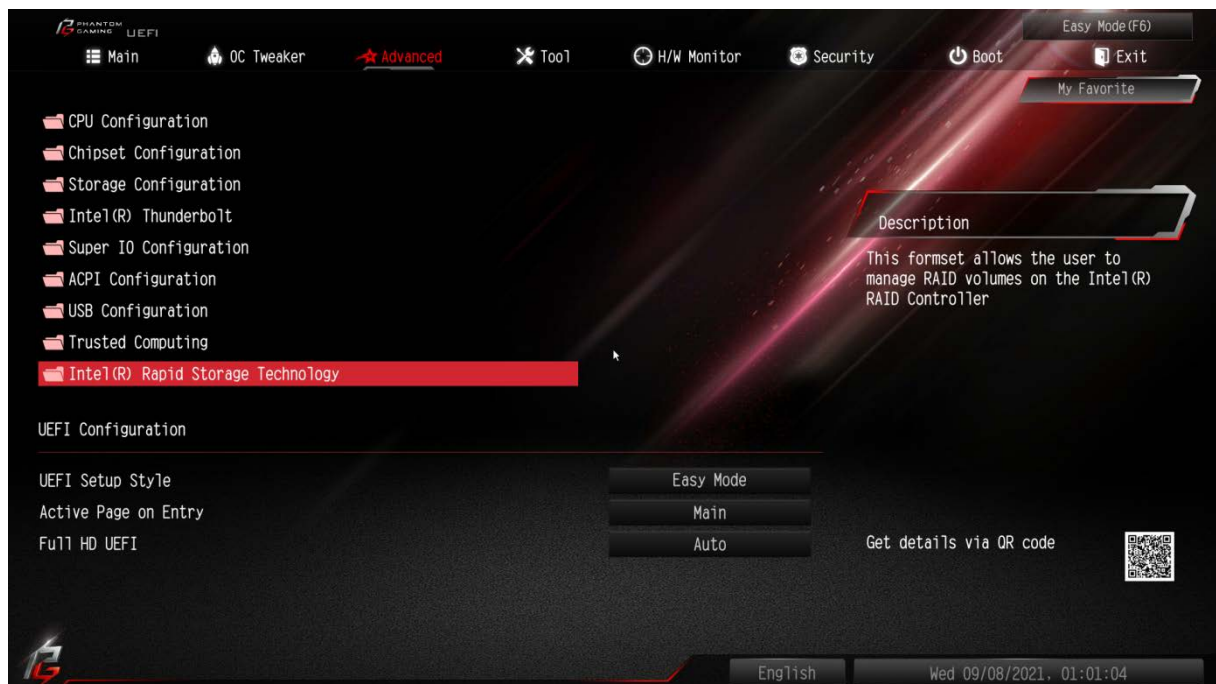 PHANTOM
GAMING UEFI
Easy Mode(F6)
Main OC Tweaker Advanced Tool H/W Monitor Security Boot Exit
My Favorite
CPU Configuration
Chipset Configuration
Storage Configuration
Intel(R) Thunderbolt
Super IO Configuration
ACPI Configuration
USB Configuration
Trusted Computing
Intel(R) Rapid Storage Technology
Description
This formset allows the user to
manage RAID volumes on the Intel(R)
RAID Controller
UEFI Configuration
UEFI Setup Style Easy Mode
Active Page on Entry Main
Full HD UEFI Auto
Get details via QR code
English Wed 09/08/2021, 01:01:04